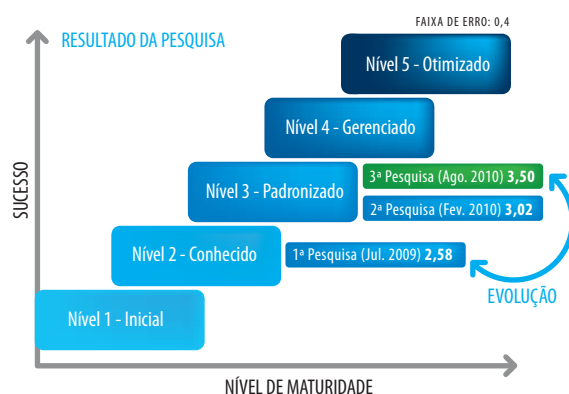 FAIXA DE ERRO: 0,4
RESULTADO DA PESQUISA
Nível 5 - Otimizado
Nível 4 - Gerenciado
3ª Pesquisa (Ago. 2010) 3,50
Nível 3 - Padronizado
2ª Pesquisa (Fev. 2010) 3,02
Nível 2 - Conhecido
1ª Pesquisa (Jul. 2009) 2,58
EVOLUÇÃO
Nível 1 - Inicial
SUCESSO
NÍVEL DE MATURIDADE